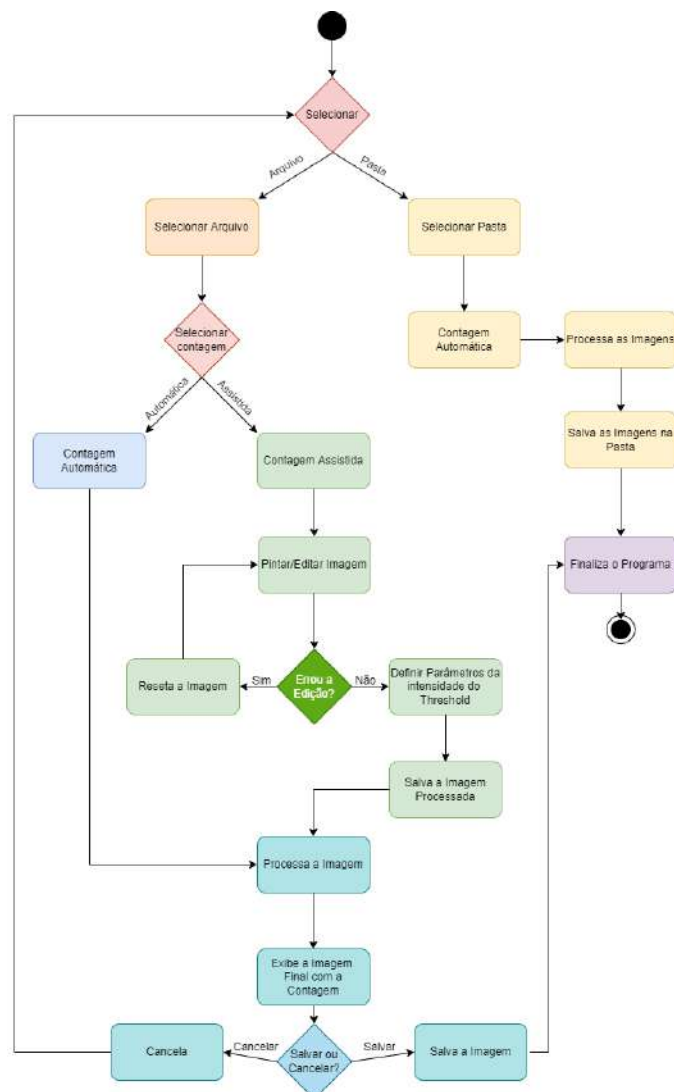 Selecionar
Arquivo
Pasta
Selecionar Arquivo
Selecionar Pasta
Selecionar
contagem
Contagem
Automática
Processa as Imagens
Automática
Assistida
Contagem
Automática
Contagem Assistida
Salva as Imagens na
Pasta
Pintar/Editar Imagem
Finaliza o Programa
Reseta a Imagem
Sim
Errou a
Edição?
Não
Definir Parâmetros da
intensidade do
Threshold
Salva a Imagem
Processada
Processa a Imagem
Exibe a Imagem
Final com a
Contagem
Cancela
Cancelar
Salvar ou
Cancelar?
Salvar
Salva a Imagem